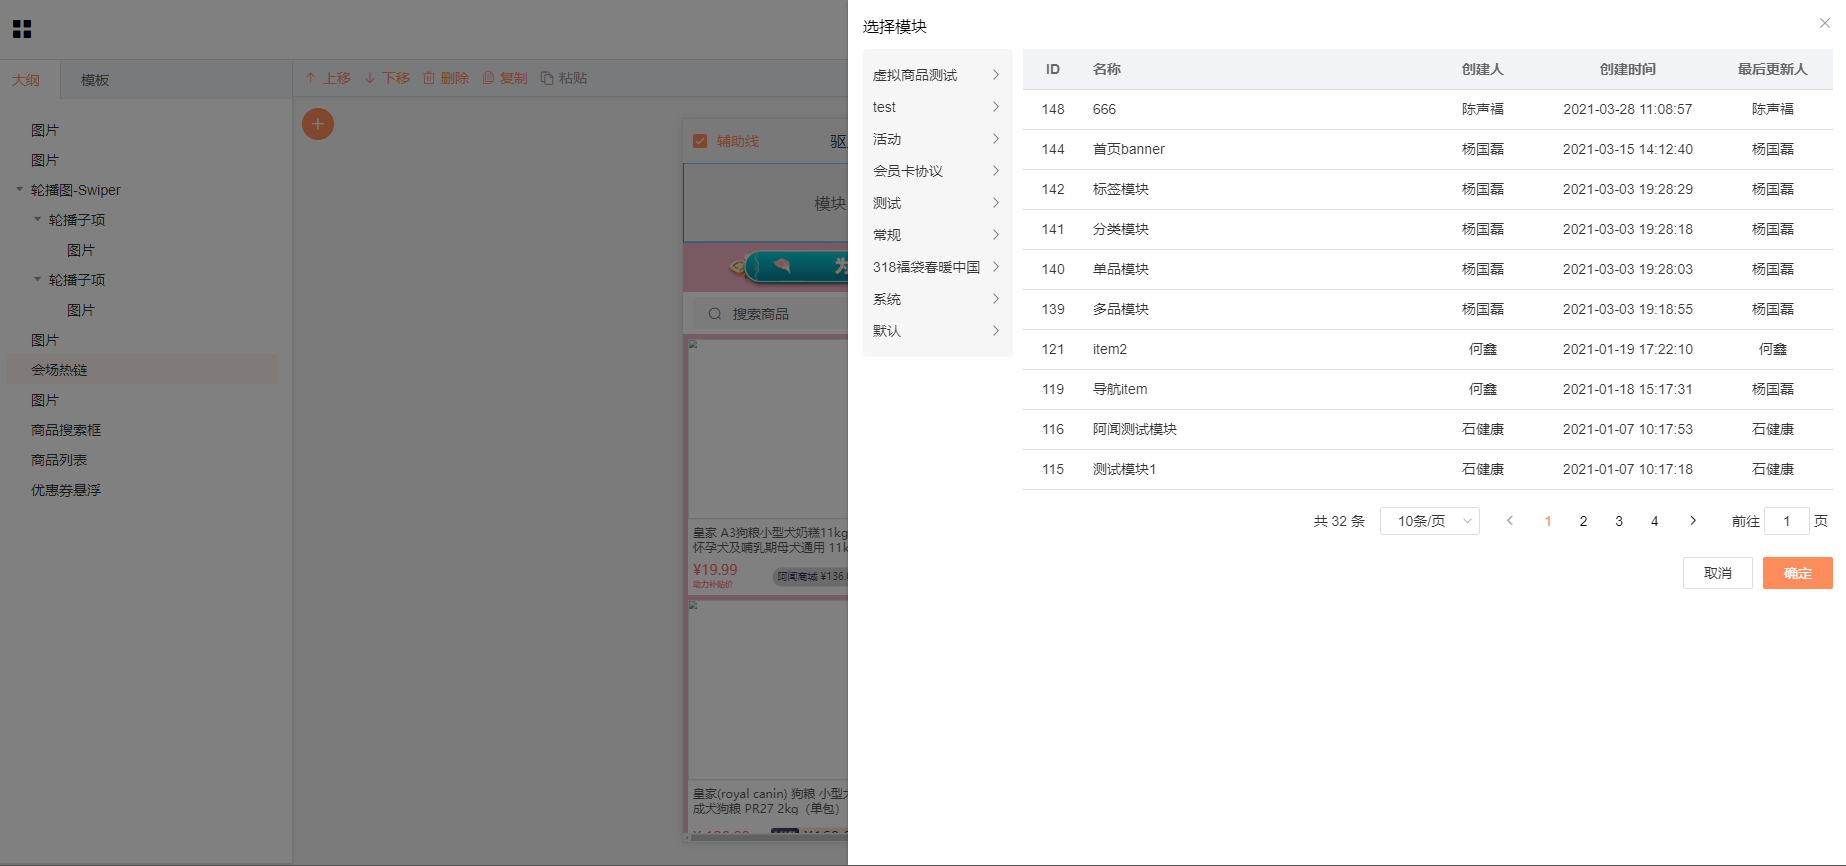 大纲
模板
上移 下移 删除 复制 粘贴
图片
图片
轮播图-Swiper
轮播子项
图片
轮播子项
图片
图片
会场热链
图片
商品搜索框
商品列表
优惠券悬浮
辅助线
模块
搜索商品
皇家 A3狗粮小型犬奶糕11kg
怀孕犬及哺乳期母犬通用 11k
¥19.99
助力补贴价
阿闻商城 ¥136.
皇家(royal canin) 狗粮 小型犬
成犬狗粮 PR27 2kg（单包）
选择模块
虚拟商品测试
test
活动
会员卡协议
测试
常规
318福袋春暖中国
系统
默认
ID 名称 创建人 创建时间 最后更新人
148 666 陈声福 2021-03-28 11:08:57 陈声福
144 首页banner 杨国磊 2021-03-15 14:12:40 杨国磊
142 标签模块 杨国磊 2021-03-03 19:28:29 杨国磊
141 分类模块 杨国磊 2021-03-03 19:28:18 杨国磊
140 单品模块 杨国磊 2021-03-03 19:28:03 杨国磊
139 多品模块 杨国磊 2021-03-03 19:18:55 杨国磊
121 item2 何鑫 2021-01-19 17:22:10 何鑫
119 导航item 何鑫 2021-01-18 15:17:31 杨国磊
116 阿闻测试模块 石健康 2021-01-07 10:17:53 石健康
115 测试模块1 石健康 2021-01-07 10:17:18 石健康
共 32 条 10条/页 1 2 3 4 前往 1 页
取消 确定